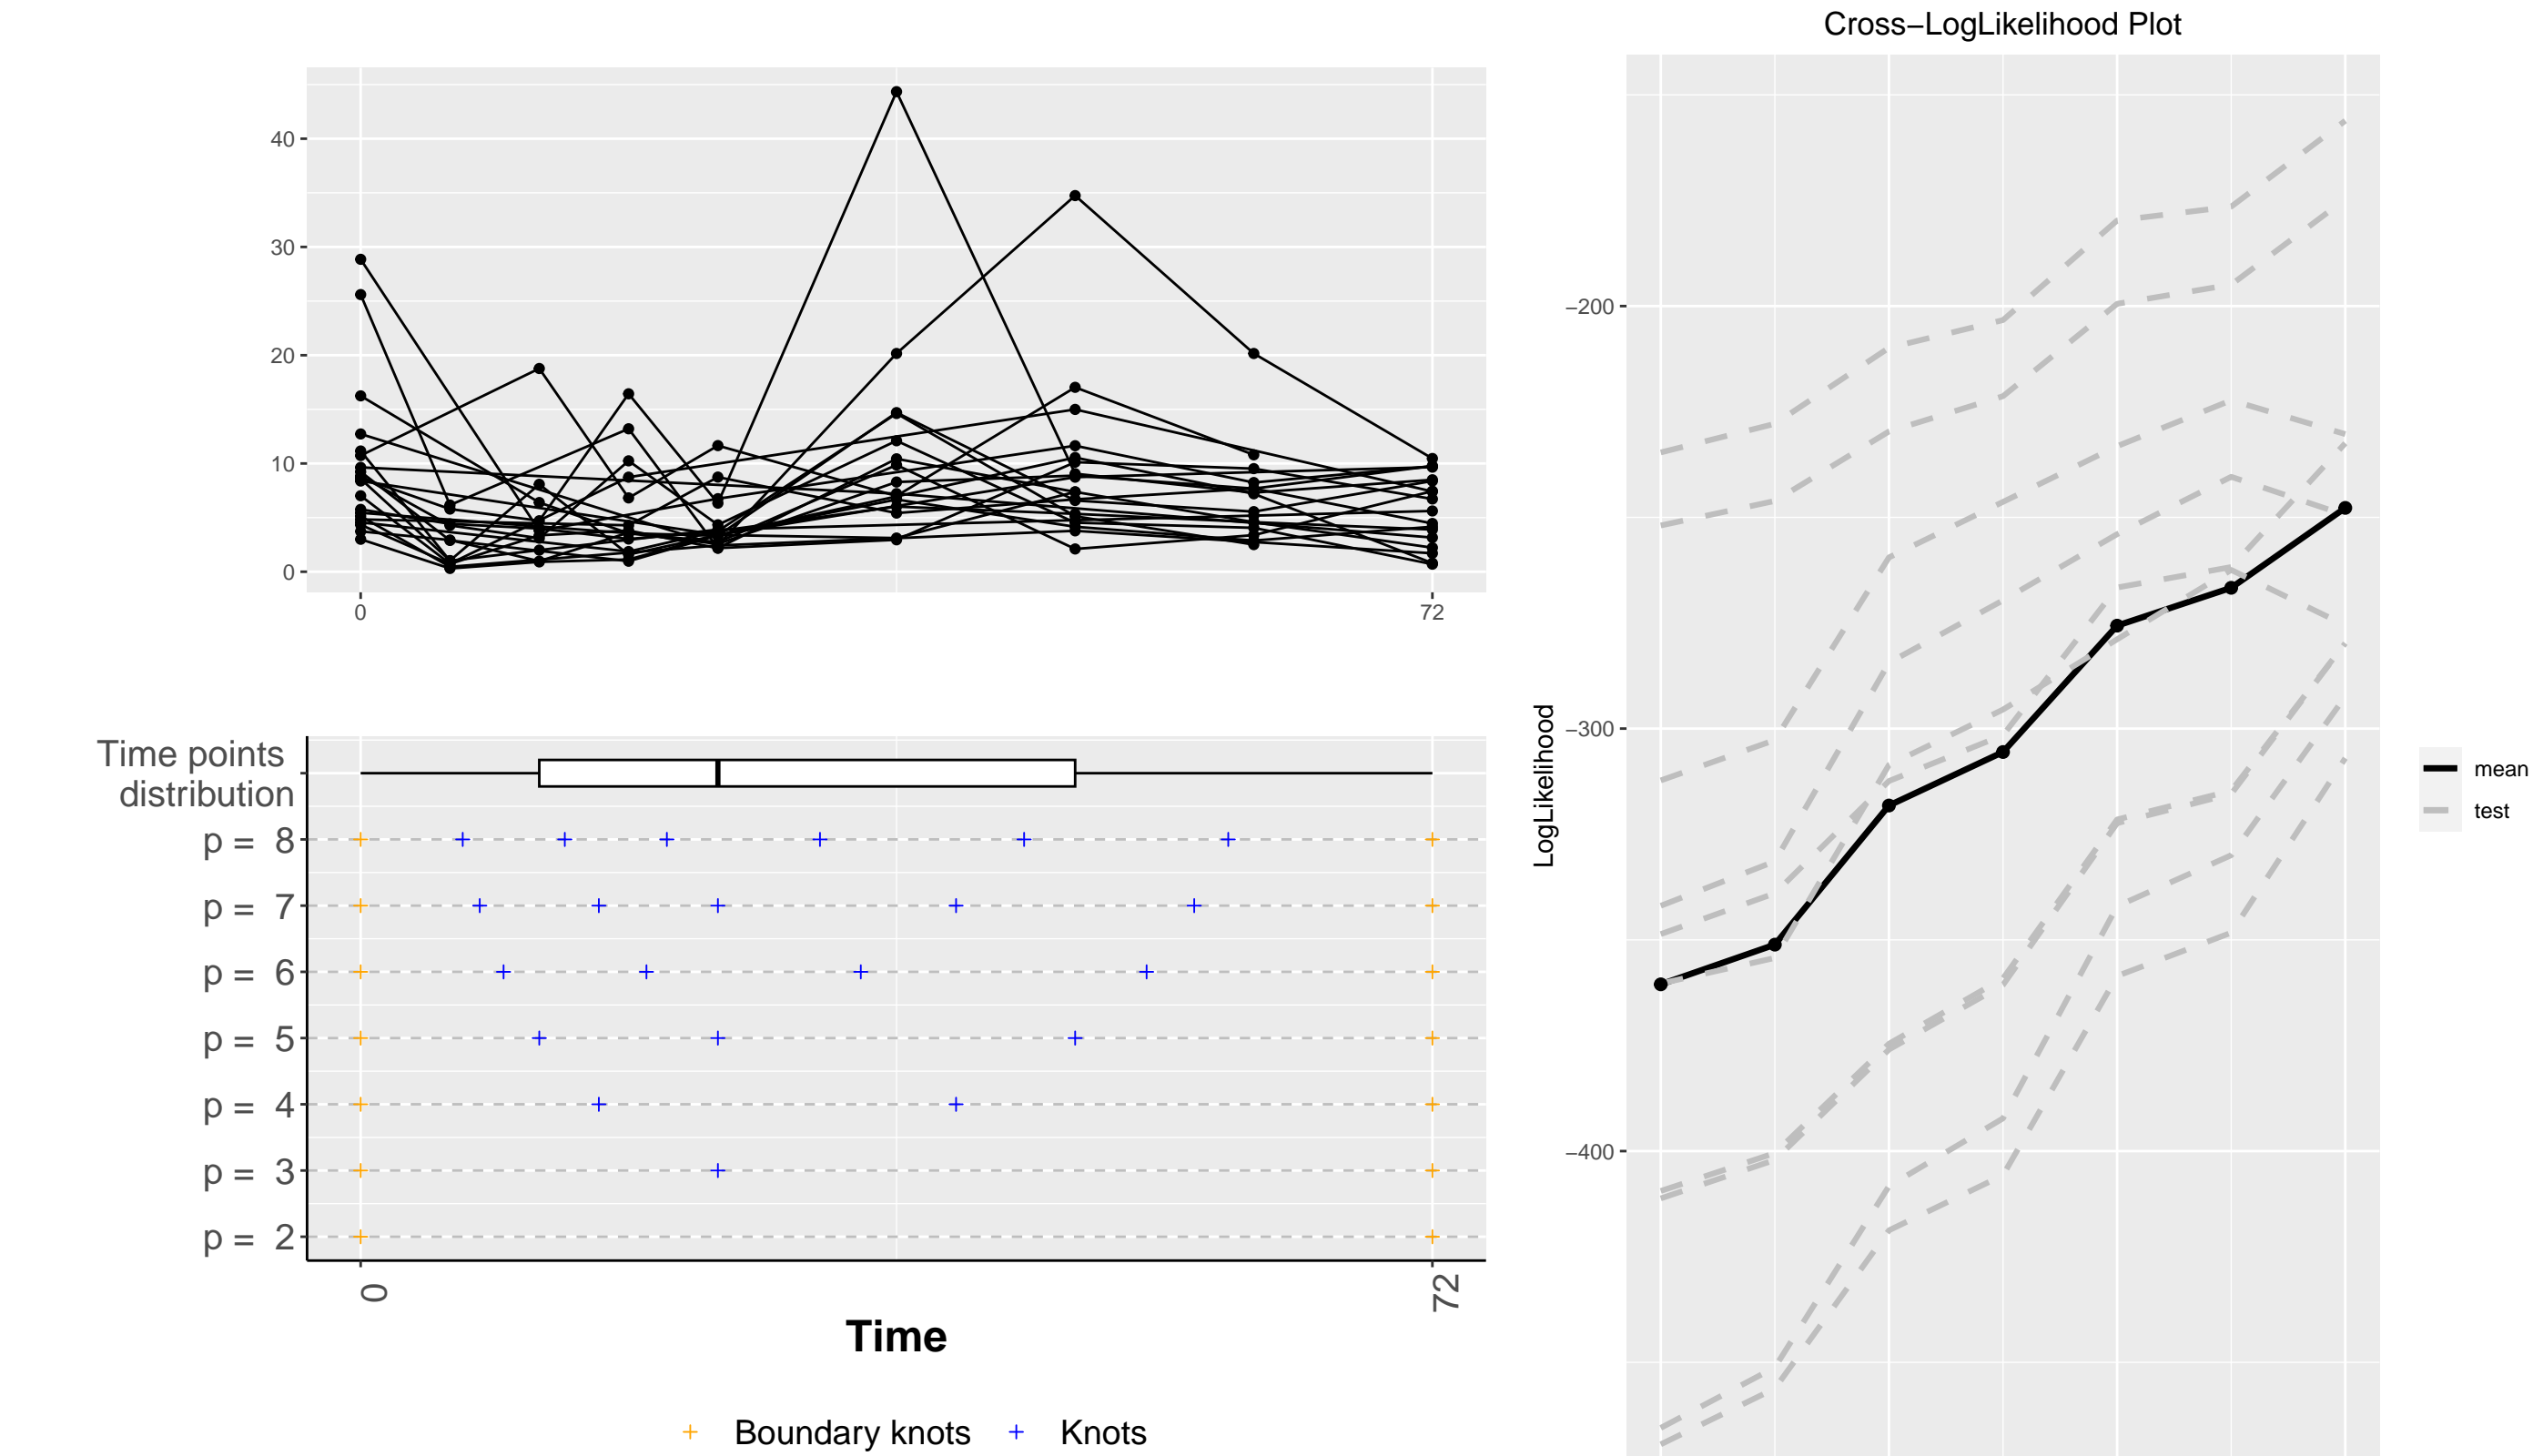 40
30
20
10
0
0
72
Time points
distribution
p = 8
p = 7
p = 6
p = 5
p = 4
p = 3
p = 2
0
72
Time
Boundary knots
Knots
Cross−LogLikelihood Plot
−200
−300
−400
LogLikelihood
mean
test